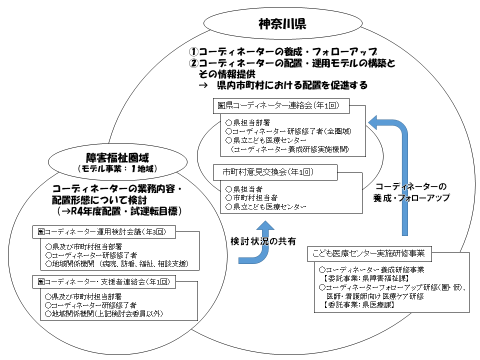 神奈川県
①コーディネーターの養成・フォローアップ
②コーディネーターの配置・運用モデルの構築と
その情報提供
→ 県内市町村における配置を促進する
県コーディネーター連絡会(年1回)
○県担当部署
○コーディネーター研修修了者(全圏域)
○県立こども医療センター
(コーディネーター養成研修実施機関)
市町村意見交換会(年1回)
○県担当者
○市町村担当者
○県立こども医療センター
障害福祉圏域
(モデル事業:1地域)
コーディネーターの業務内容・
配置形態について検討
(→R4年度配置・試運転目標)
コーディネーター運用検討会議(年3回)
○県及び市町村担当部署
○コーディネーター研修修了者
○地域関係機関(病院、訪看、福祉、相談支援)
コーディネーター・支援者連絡会(年1回)
○県及び市町村担当部署
○コーディネーター研修修了者
○地域関係機関(上記検討会委員以外)
検討状況の共有
コーディネーターの
養成・フォローアップ
こども医療センター実施研修事業
○コーディネーター養成研修事業
【委託事業:県障害福祉課】
○コーディネーターフォローアップ研修
医師・看護師向け医療ケア研修
【委託事業:県医療課】